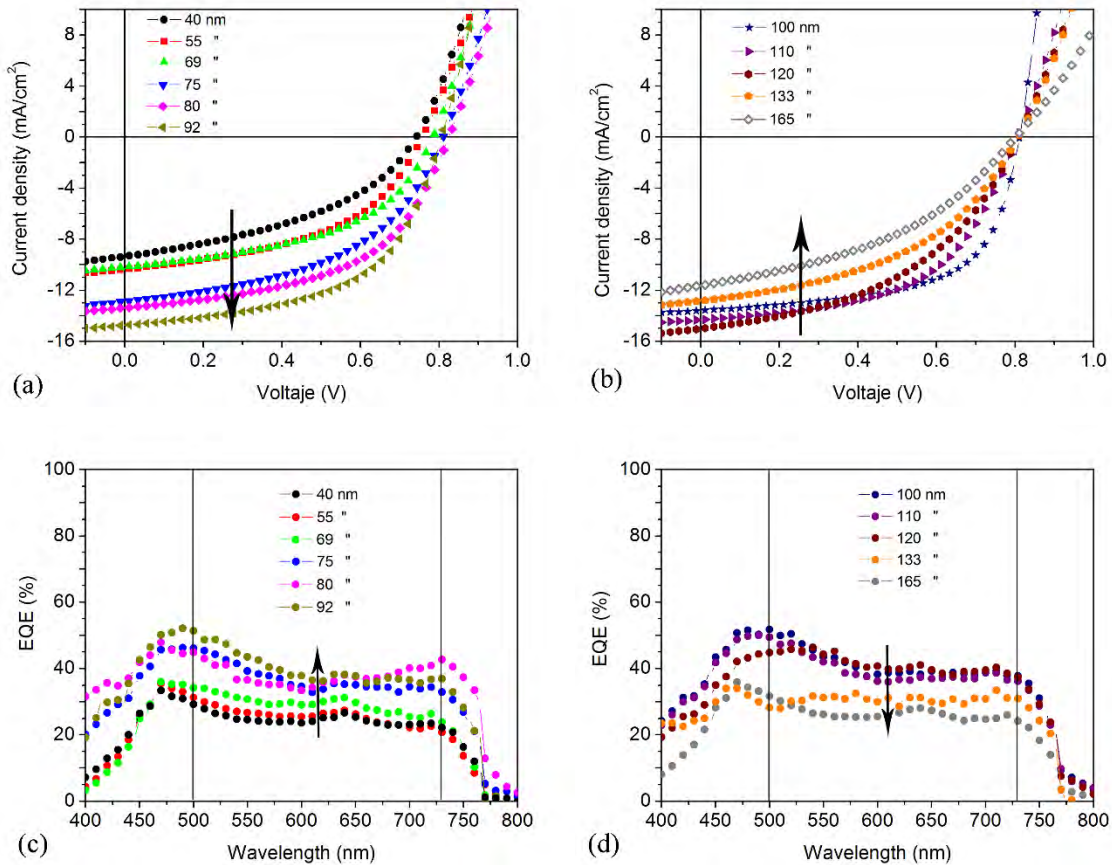 8
4
0
-4
-8
-12
-16
Current density (mA/cm²)
40 nm
55 "
69 "
75 "
80 "
92 "
0.0 0.2 0.4 0.6 0.8 1.0
Voltaje (V)
(a)
8
4
0
-4
-8
-12
-16
Current density (mA/cm²)
100 nm
110 "
120 "
133 "
165 "
0.0 0.2 0.4 0.6 0.8 1.0
Voltaje (V)
(b)
100
80
60
40
20
0
EQE (%)
40 nm
55 "
69 "
75 "
80 "
92 "
400 450 500 550 600 650 700 750 800
Wavelength (nm)
(c)
100
80
60
40
20
0
EQE (%)
100 nm
110 "
120 "
133 "
165 "
400 450 500 550 600 650 700 750 800
Wavelength (nm)
(d)